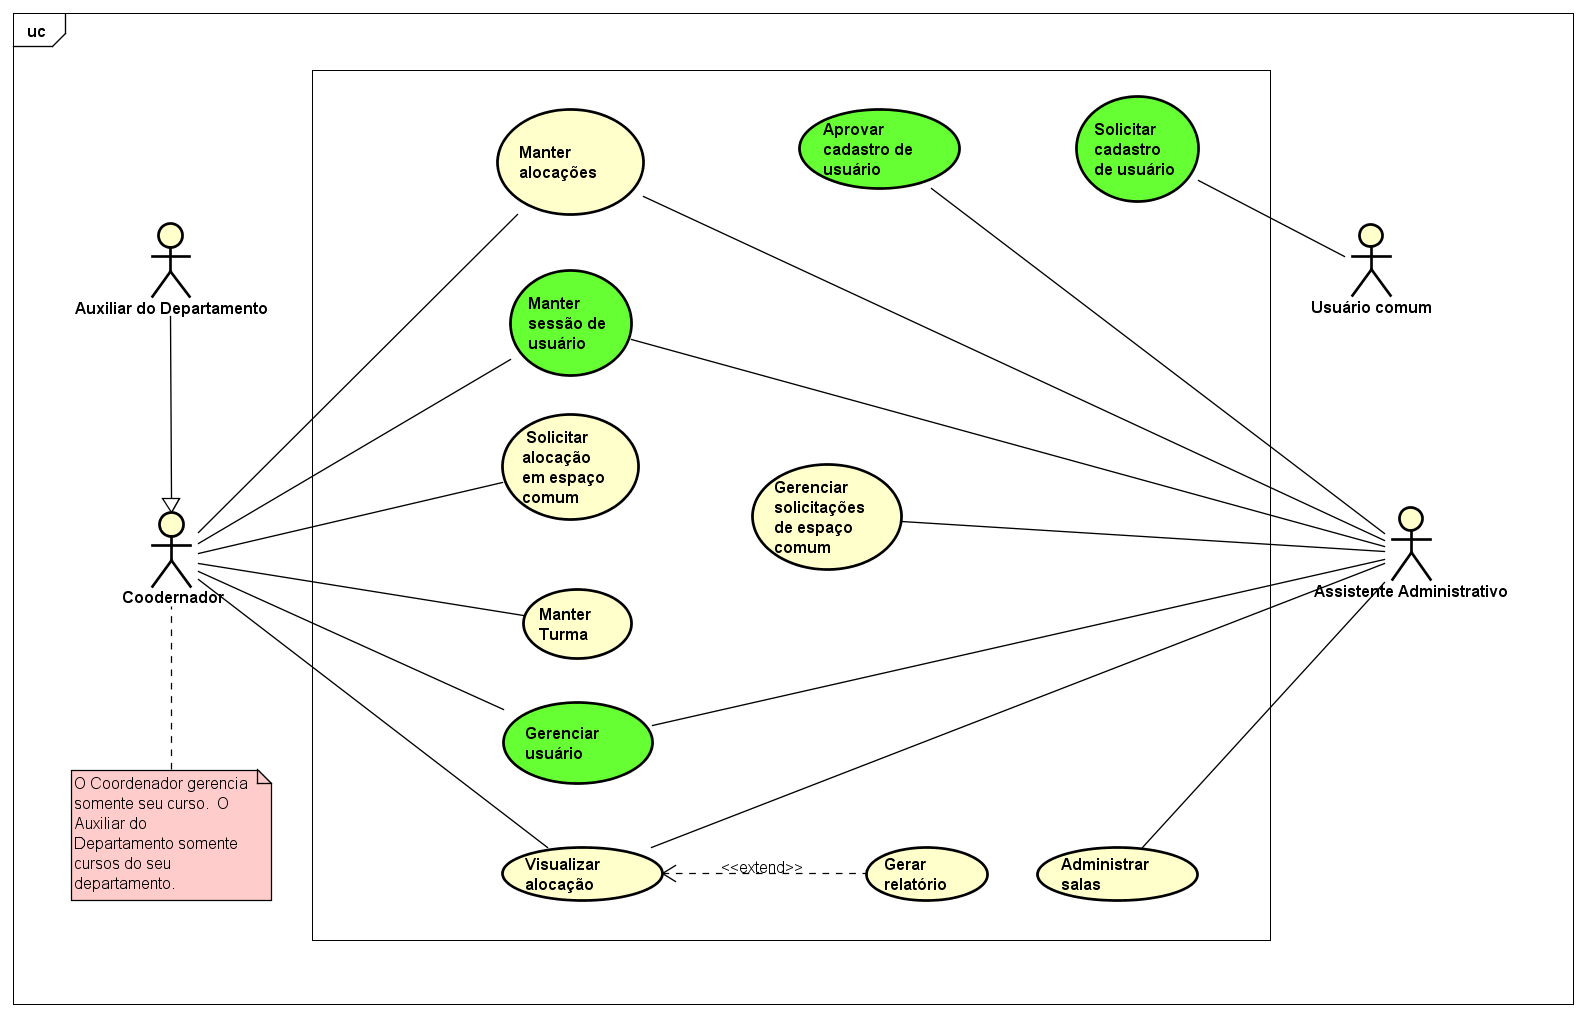 uc
Manter
alocações
Aprovar
cadastro de
usuário
Solicitar
cadastro
de usuário
Auxiliar do Departamento
Usuário comum
Manter
sessão de
usuário
Solicitar
alocação
em espaço
comum
Gerenciar
solicitações
de espaço
comum
Coodernador
Assistente Administrativo
Manter
Turma
Gerenciar
usuário
O Coordenador gerencia
somente seu curso.  O
Auxiliar do
Departamento somente
cursos do seu
departamento.
Visualizar
alocação
<<extend>>
Gerar
relatório
Administrar
salas